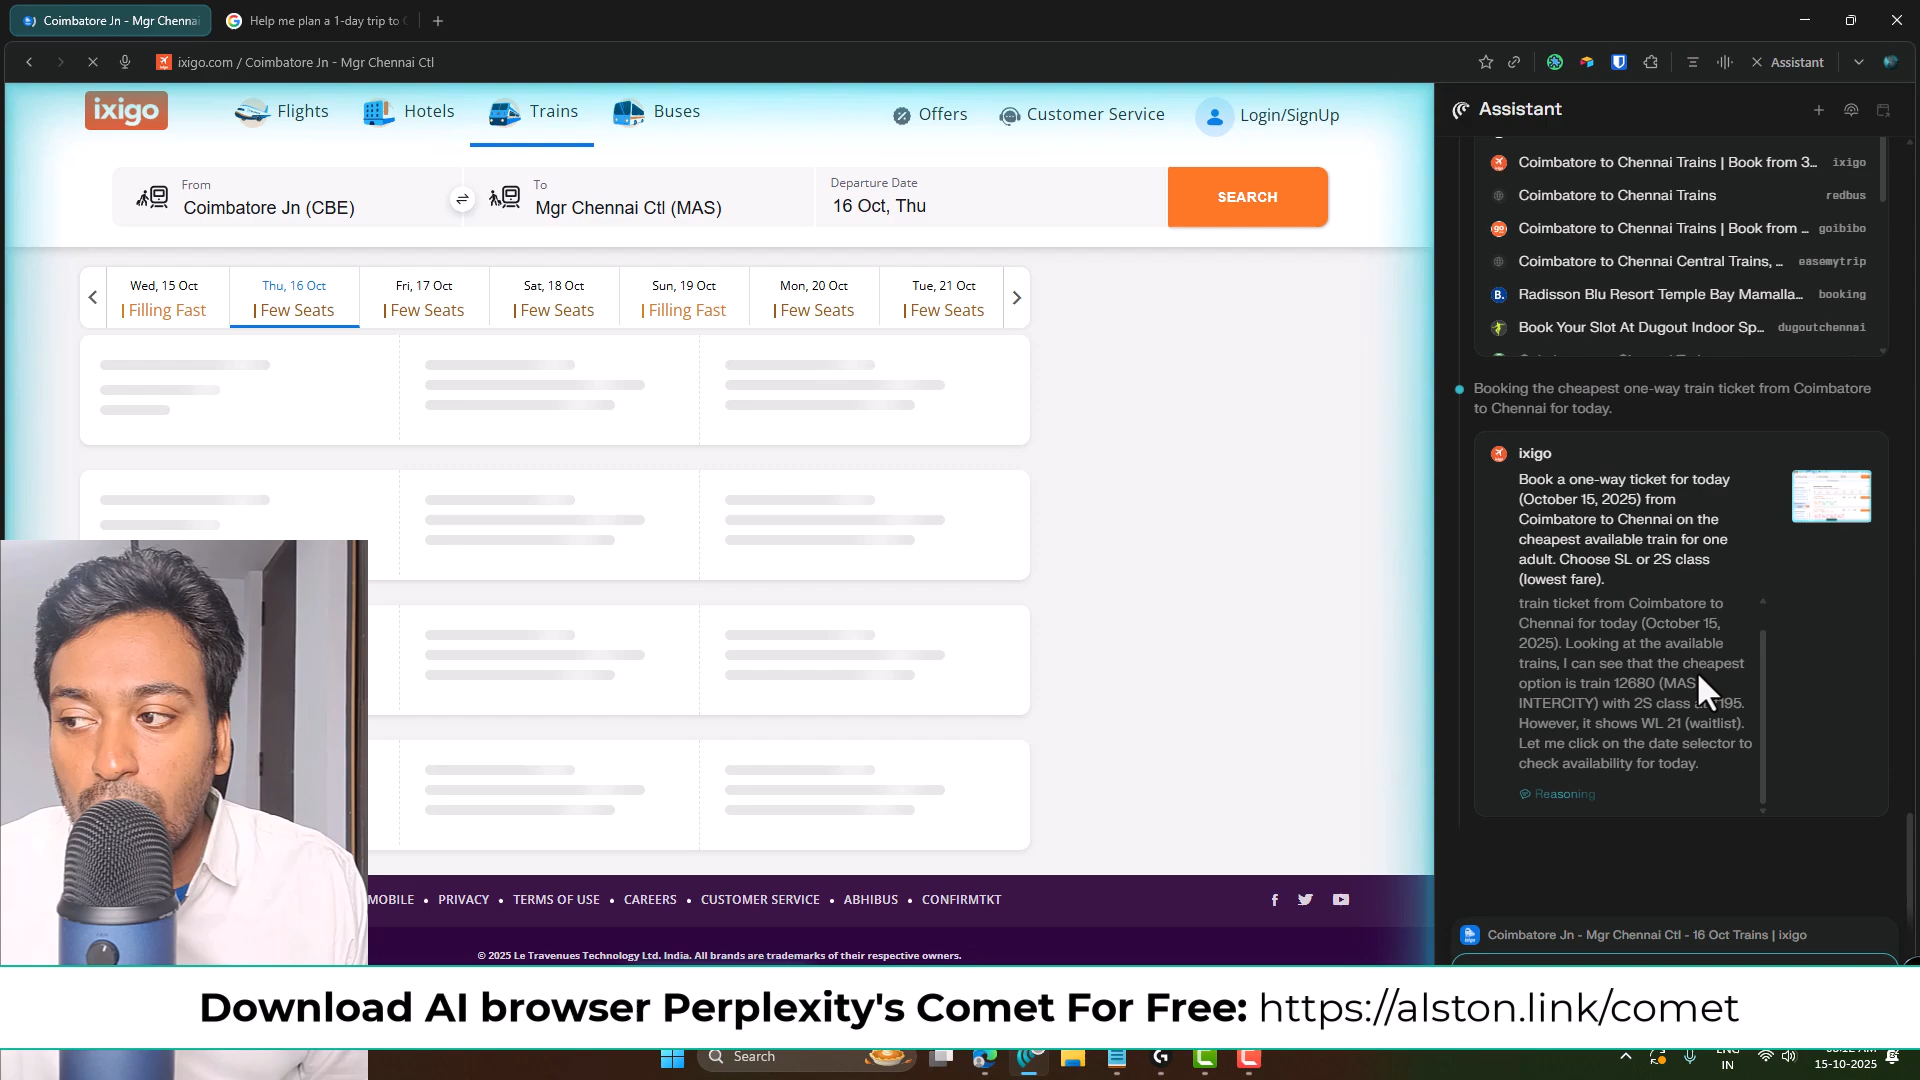 Coimbatore Jn - Mgr Chennai
Help me plan a 1-day trip to
ixigo.com / Coimbatore Jn - Mgr Chennai Ctl
Assistant
ixigo
Flights
Hotels
Trains
Buses
Offers
Customer Service
Login/SignUp
From
Coimbatore Jn (CBE)
To
Mgr Chennai Ctl (MAS)
Departure Date
16 Oct, Thu
SEARCH
Wed, 15 Oct
Filling Fast
Thu, 16 Oct
Few Seats
Fri, 17 Oct
Few Seats
Sat, 18 Oct
Few Seats
Sun, 19 Oct
Filling Fast
Mon, 20 Oct
Few Seats
Tue, 21 Oct
Few Seats
MOBILE • PRIVACY • TERMS OF USE • CAREERS • CUSTOMER SERVICE • ABHIBUS • CONFIRMTKT
© 2025 Le Travenues Technology Ltd. India. All brands are trademarks of their respective owners.
Assistant
Coimbatore to Chennai Trains | Book from 3... ixigo
Coimbatore to Chennai Trains redbus
Coimbatore to Chennai Trains | Book from ... goibibo
Coimbatore to Chennai Central Trains, ... easemytrip
Radisson Blu Resort Temple Bay Mamalla... booking
Book Your Slot At Dugout Indoor Sp... dugoutchennai
Booking the cheapest one-way train ticket from Coimbatore
to Chennai for today.
ixigo
Book a one-way ticket for today
(October 15, 2025) from
Coimbatore to Chennai on the
cheapest available train for one
adult. Choose SL or 2S class
(lowest fare).
train ticket from Coimbatore to
Chennai for today (October 15,
2025). Looking at the available
trains, I can see that the cheapest
option is train 12680 (MAS
INTERCITY) with 2S class
However, it shows WL 21 (waitlist).
Let me click on the date selector to
check availability for today.
Reasoning
Coimbatore Jn - Mgr Chennai Ctl - 16 Oct Trains | ixigo
Download AI browser Perplexity's Comet For Free: https://alston.link/comet
Search
IN
15-10-2025